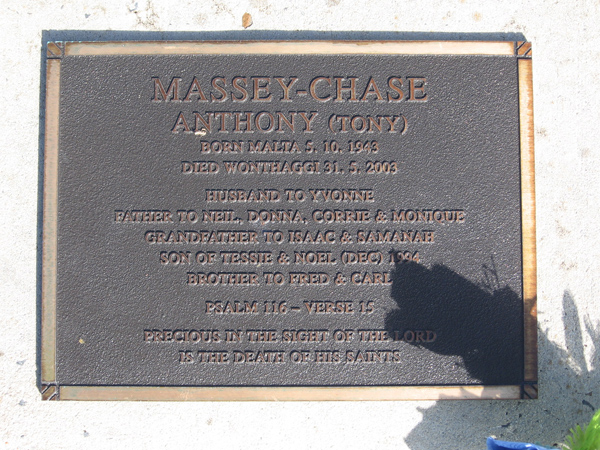 MASSEY-CHASE
ANTHONY (TONY)
BORN MALTA 5. 10. 1943
DIED WONTHAGGI 31. 5. 2003
HUSBAND TO YVONNE
FATHER TO NEIL, DONNA, CORRIE & MONIQUE
GRANDFATHER TO ISAAC & SAMANAH
SON OF TESSIE & NOEL (DEC) 1984
BROTHER TO FRED & CARL
PSALM 116 – VERSE 15
PRECIOUS IN THE SIGHT OF THE LORD
IS THE DEATH OF HIS SAINTS